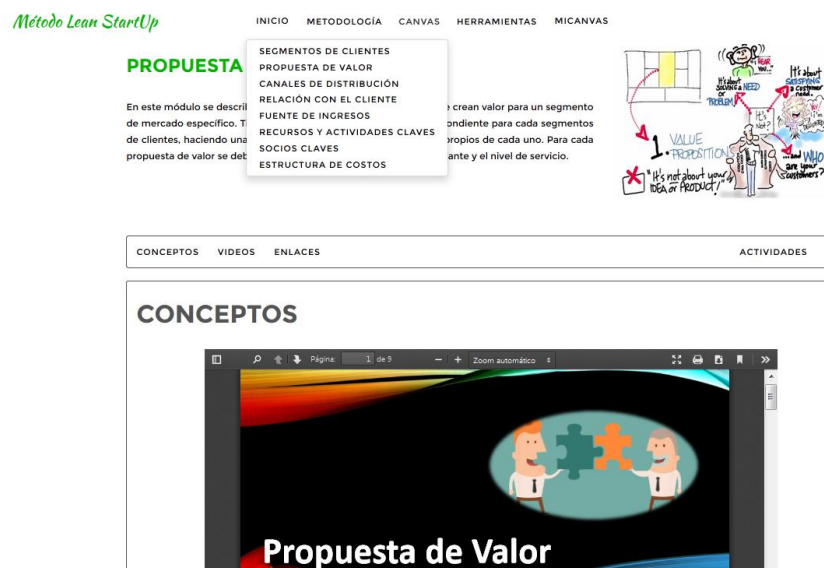 Método Lean StartUp
INICIO METODOLOGÍA CANVAS HERRAMIENTAS MICANVAS
SEGMENTOS DE CLIENTES
PROPUESTA DE VALOR
CANALES DE DISTRIBUCIÓN
RELACIÓN CON EL CLIENTE
FUENTE DE INGRESOS
RECURSOS Y ACTIVIDADES CLAVES
SOCIOS CLAVES
ESTRUCTURA DE COSTOS
PROPUESTA
En este módulo se descri crean valor para un segmento
de mercado específico. T ondiente para cada segmentos
de clientes, haciendo una propios de cada uno. Para cada
propuesta de valor se deb ante y el nivel de servicio.
It's about
SOLVING a NEED
OR
PROBLEM
I HEAR
YOU...
It's about
SATISFYING
a customer
need.
It's
Not?
1. VALUE
PROPOSITION
"It's not about your
IDEA or PRODUCT!"
...and WHO
are your
customers?
CONCEPTOS VIDEOS ENLACES ACTIVIDADES
CONCEPTOS
Página: 1 de 9 Zoom automático
Propuesta de Valor